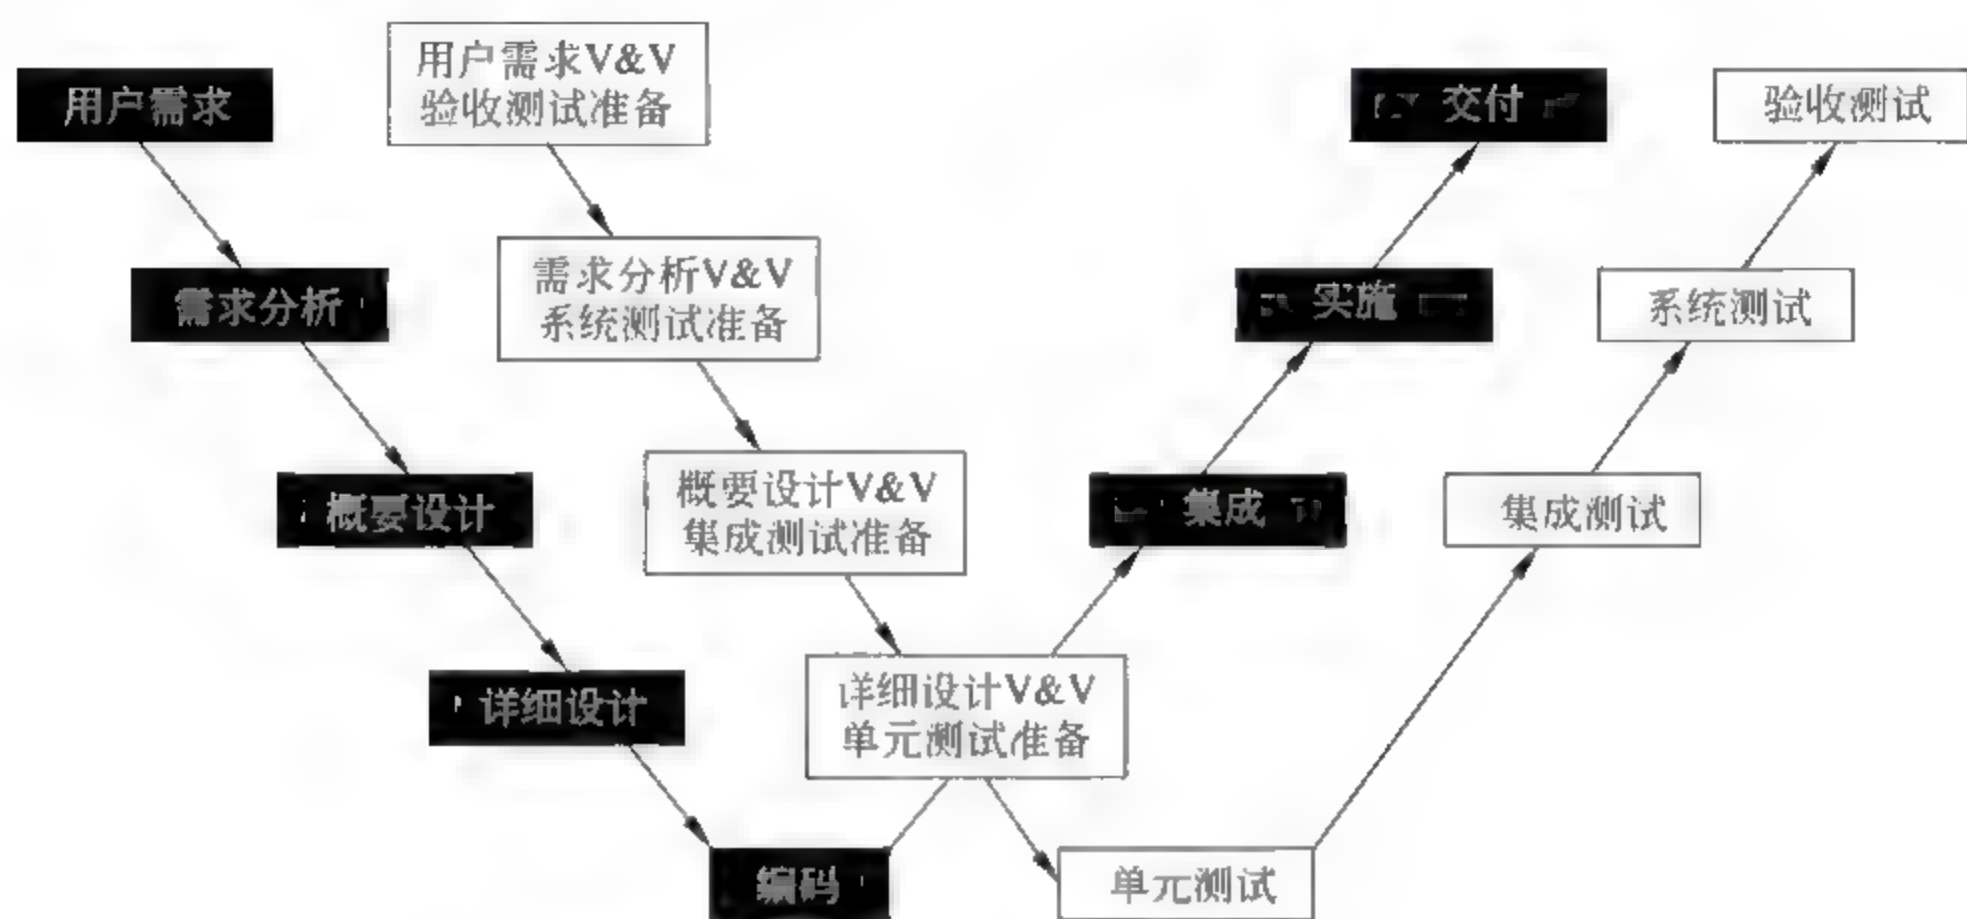 用户需求V&V
验收测试准备
用户需求
交付
验收测试
需求分析V&V
系统测试准备
需求分析
实施
系统测试
概要设计V&V
集成测试准备
概要设计
集成
集成测试
详细设计V&V
单元测试准备
详细设计
编码
单元测试